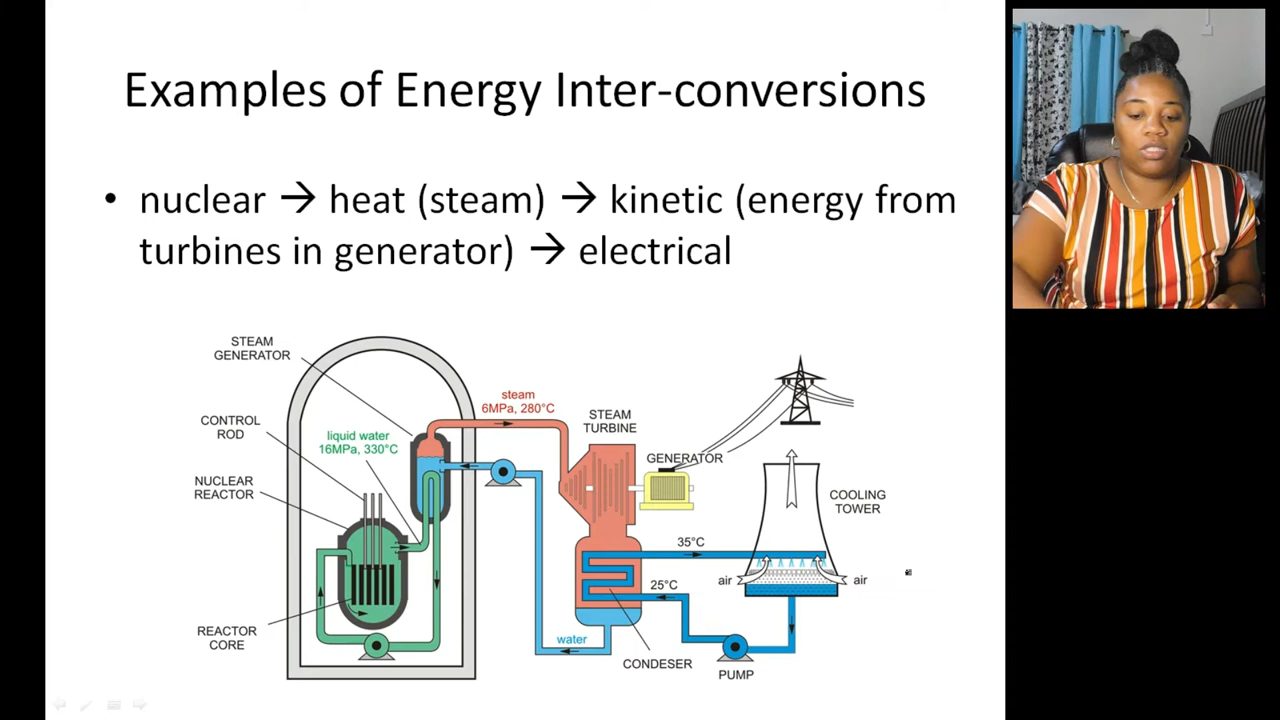 Examples of Energy Inter-conversions
• nuclear → heat (steam) → kinetic (energy from
turbines in generator) → electrical
STEAM
GENERATOR
CONTROL
ROD
NUCLEAR
REACTOR
REACTOR
CORE
liquid water
16MPa, 330°C
steam
6MPa, 280°C
STEAM
TURBINE
GENERATOR
COOLING
TOWER
35°C
25°C
air
air
water
CONDESER
PUMP